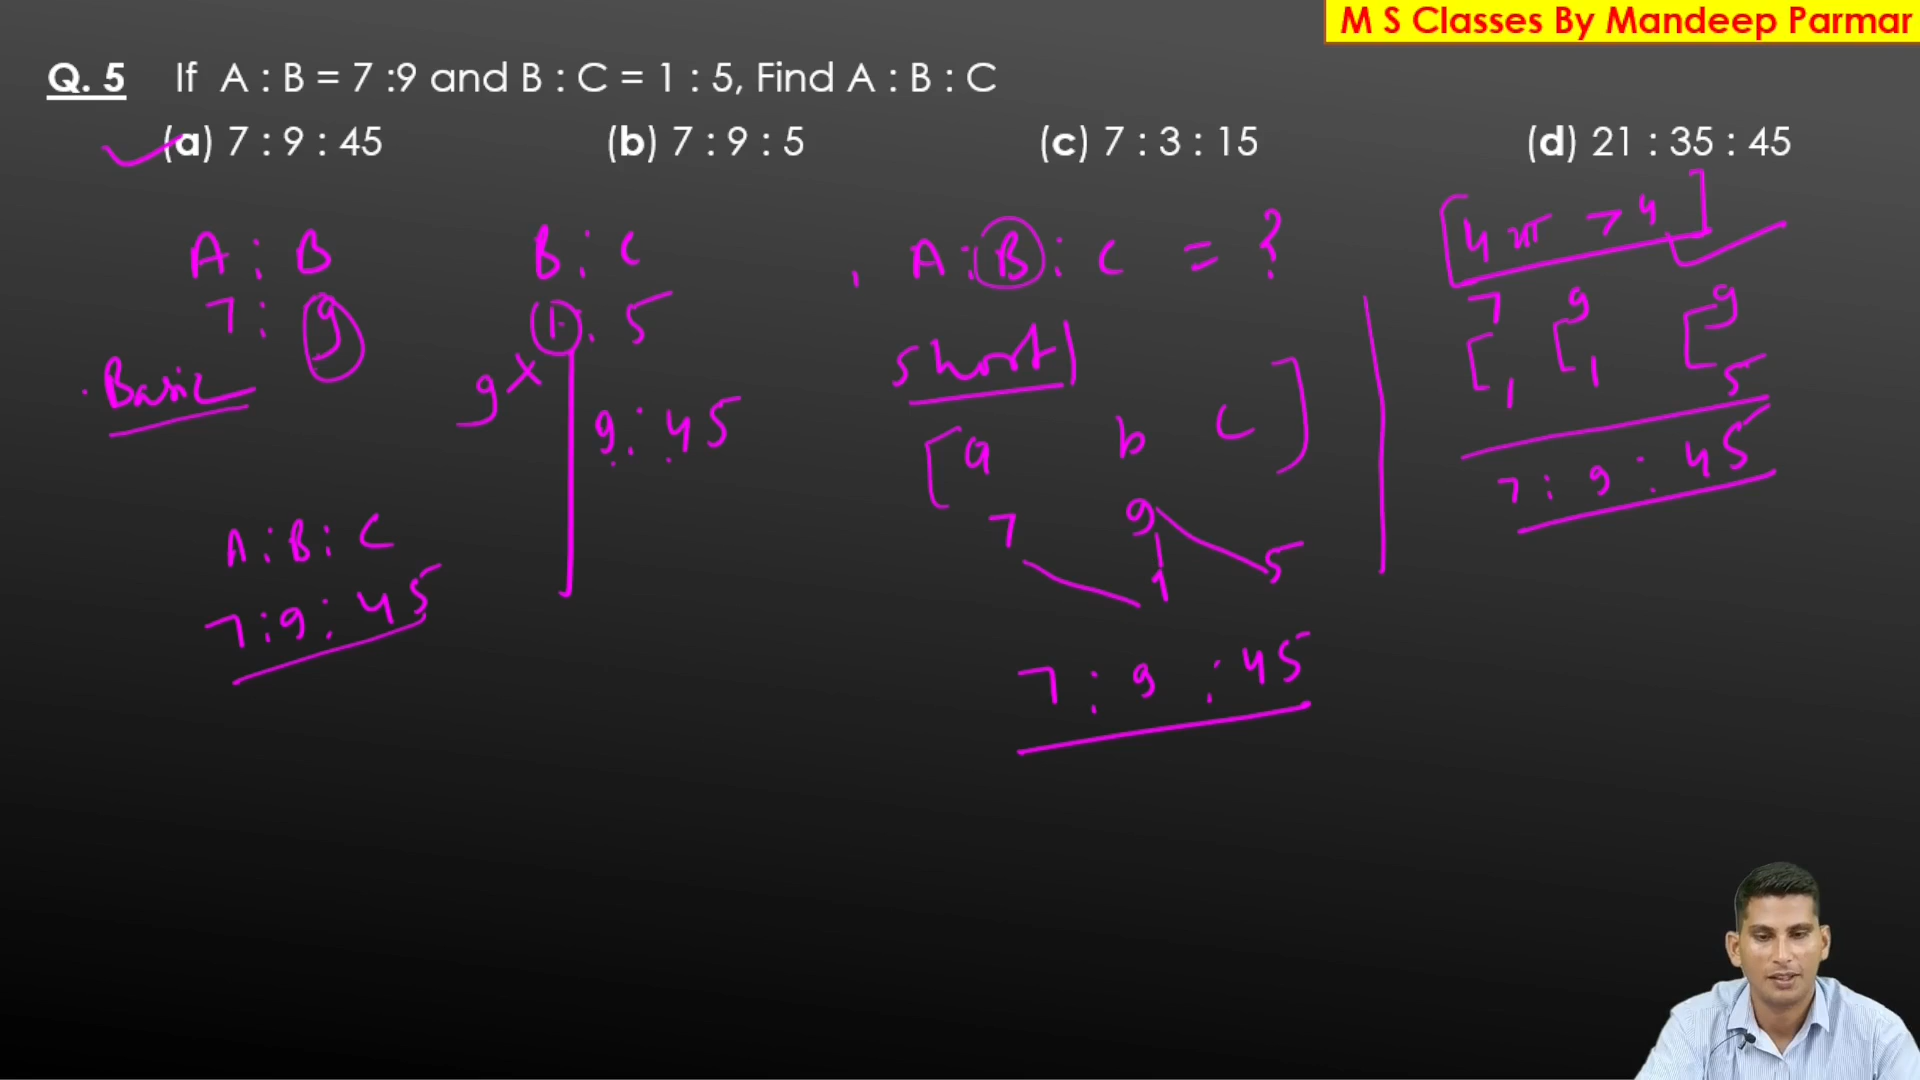 M S Classes By Mandeep Parmar
Q. 5 If A : B = 7 :9 and B : C = 1 : 5, Find A : B : C
(a) 7 : 9 : 45 (b) 7 : 9 : 5 (c) 7 : 3 : 15 (d) 21 : 35 : 45
A : B
7 : 9
Basic
B : C
1 : 5
9 ×
9 : 45
A : B : C
7 : 9 : 45
A : B : C = ?
short
[a b c]
7 9
1 5
7 : 9 : 45
7 9 9
1 1 5
7 : 9 : 45